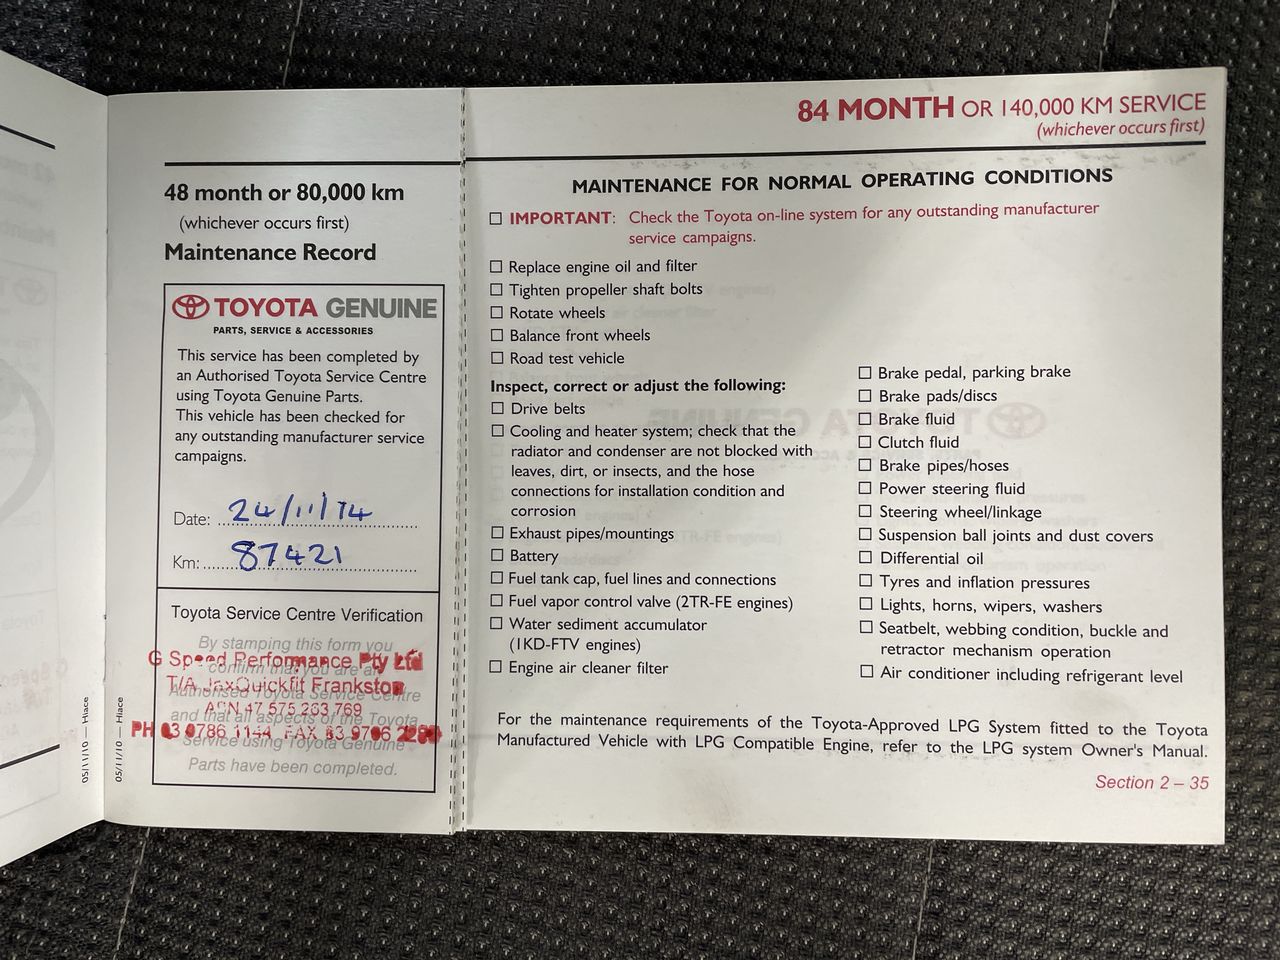 48 month or 80,000 km
(whichever occurs first)
Maintenance Record
TOYOTA GENUINE
PARTS, SERVICE & ACCESSORIES
This service has been completed by
an Authorised Toyota Service Centre
using Toyota Genuine Parts.
This vehicle has been checked for
any outstanding manufacturer service
campaigns.
Date: 24/11/14
Km: 87421
Toyota Service Centre Verification
By stamping this form you
confirm that you are an
Authorised Toyota Service Centre
and that all aspects of the Toyota
Service using Toyota Genuine
Parts have been completed.
G Speed Performance Pty Ltd
T/A JaxQuickfit Frankston
ACN 47 575 263 769
PH 03 9786 1144 FAX 03 9706
05/11/10 — Hiace
05/11/10 — Hiace
84 MONTH OR 140,000 KM SERVICE
(whichever occurs first)
MAINTENANCE FOR NORMAL OPERATING CONDITIONS
IMPORTANT: Check the Toyota on-line system for any outstanding manufacturer
service campaigns.
Replace engine oil and filter
Tighten propeller shaft bolts
Rotate wheels
Balance front wheels
Road test vehicle
Inspect, correct or adjust the following:
Drive belts
Cooling and heater system; check that the
radiator and condenser are not blocked with
leaves, dirt, or insects, and the hose
connections for installation condition and
corrosion
Exhaust pipes/mountings
Battery
Fuel tank cap, fuel lines and connections
Fuel vapor control valve (2TR-FE engines)
Water sediment accumulator
(1KD-FTV engines)
Engine air cleaner filter
Brake pedal, parking brake
Brake pads/discs
Brake fluid
Clutch fluid
Brake pipes/hoses
Power steering fluid
Steering wheel/linkage
Suspension ball joints and dust covers
Differential oil
Tyres and inflation pressures
Lights, horns, wipers, washers
Seatbelt, webbing condition, buckle and
retractor mechanism operation
Air conditioner including refrigerant level
For the maintenance requirements of the Toyota-Approved LPG System fitted to the Toyota
Manufactured Vehicle with LPG Compatible Engine, refer to the LPG system Owner's Manual.
Section 2 – 35